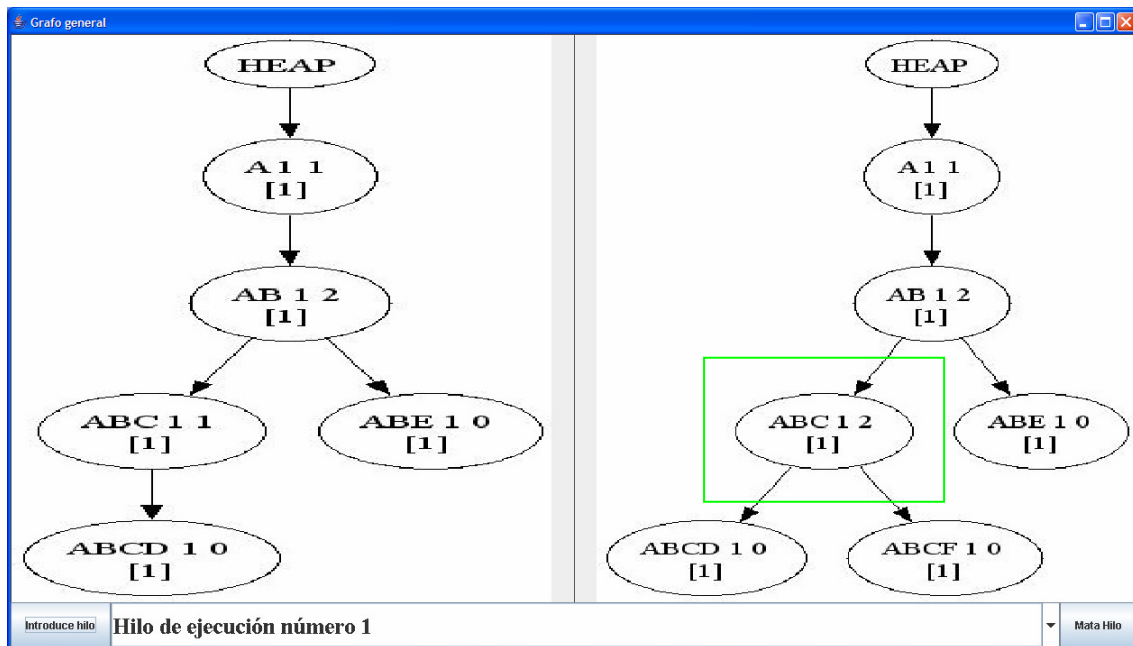 Grafo general
HEAP
A 1 1
[1]
AB 1 2
[1]
ABC 1 1
[1]
ABE 1 0
[1]
ABCD 1 0
[1]
HEAP
A 1 1
[1]
AB 1 2
[1]
ABC 1 2
[1]
ABE 1 0
[1]
ABCD 1 0
[1]
ABCF 1 0
[1]
Introduce hilo
Hilo de ejecución número 1
Mata Hilo